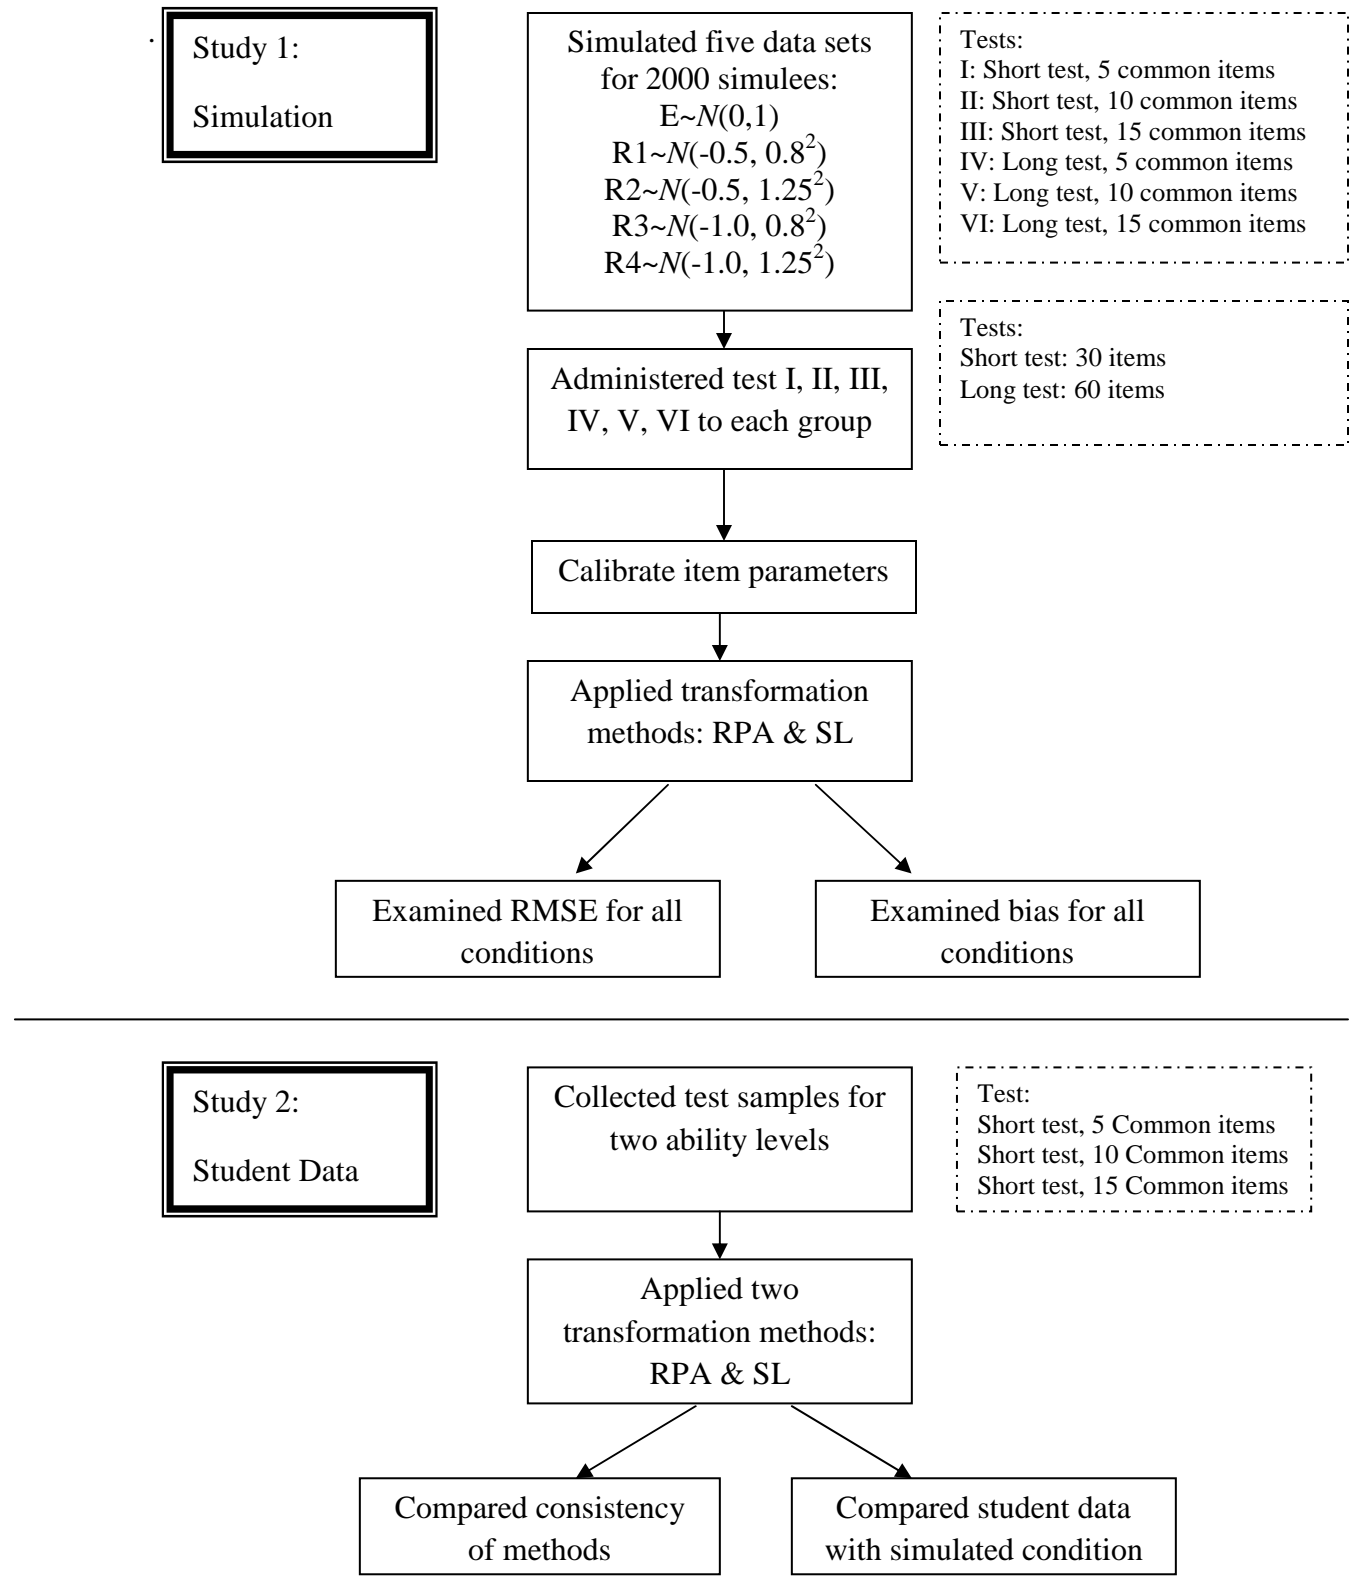 .
Study 1:
Simulation
Simulated five data sets
for 2000 simulees:
E~N(0,1)
R1~N(-0.5, 0.8²)
R2~N(-0.5, 1.25²)
R3~N(-1.0, 0.8²)
R4~N(-1.0, 1.25²)
Tests:
I: Short test, 5 common items
II: Short test, 10 common items
III: Short test, 15 common items
IV: Long test, 5 common items
V: Long test, 10 common items
VI: Long test, 15 common items
Tests:
Short test: 30 items
Long test: 60 items
Administered test I, II, III,
IV, V, VI to each group
Calibrate item parameters
Applied transformation
methods: RPA & SL
Examined RMSE for all
conditions
Examined bias for all
conditions
Study 2:
Student Data
Collected test samples for
two ability levels
Test:
Short test, 5 Common items
Short test, 10 Common items
Short test, 15 Common items
Applied two
transformation methods:
RPA & SL
Compared consistency
of methods
Compared student data
with simulated condition